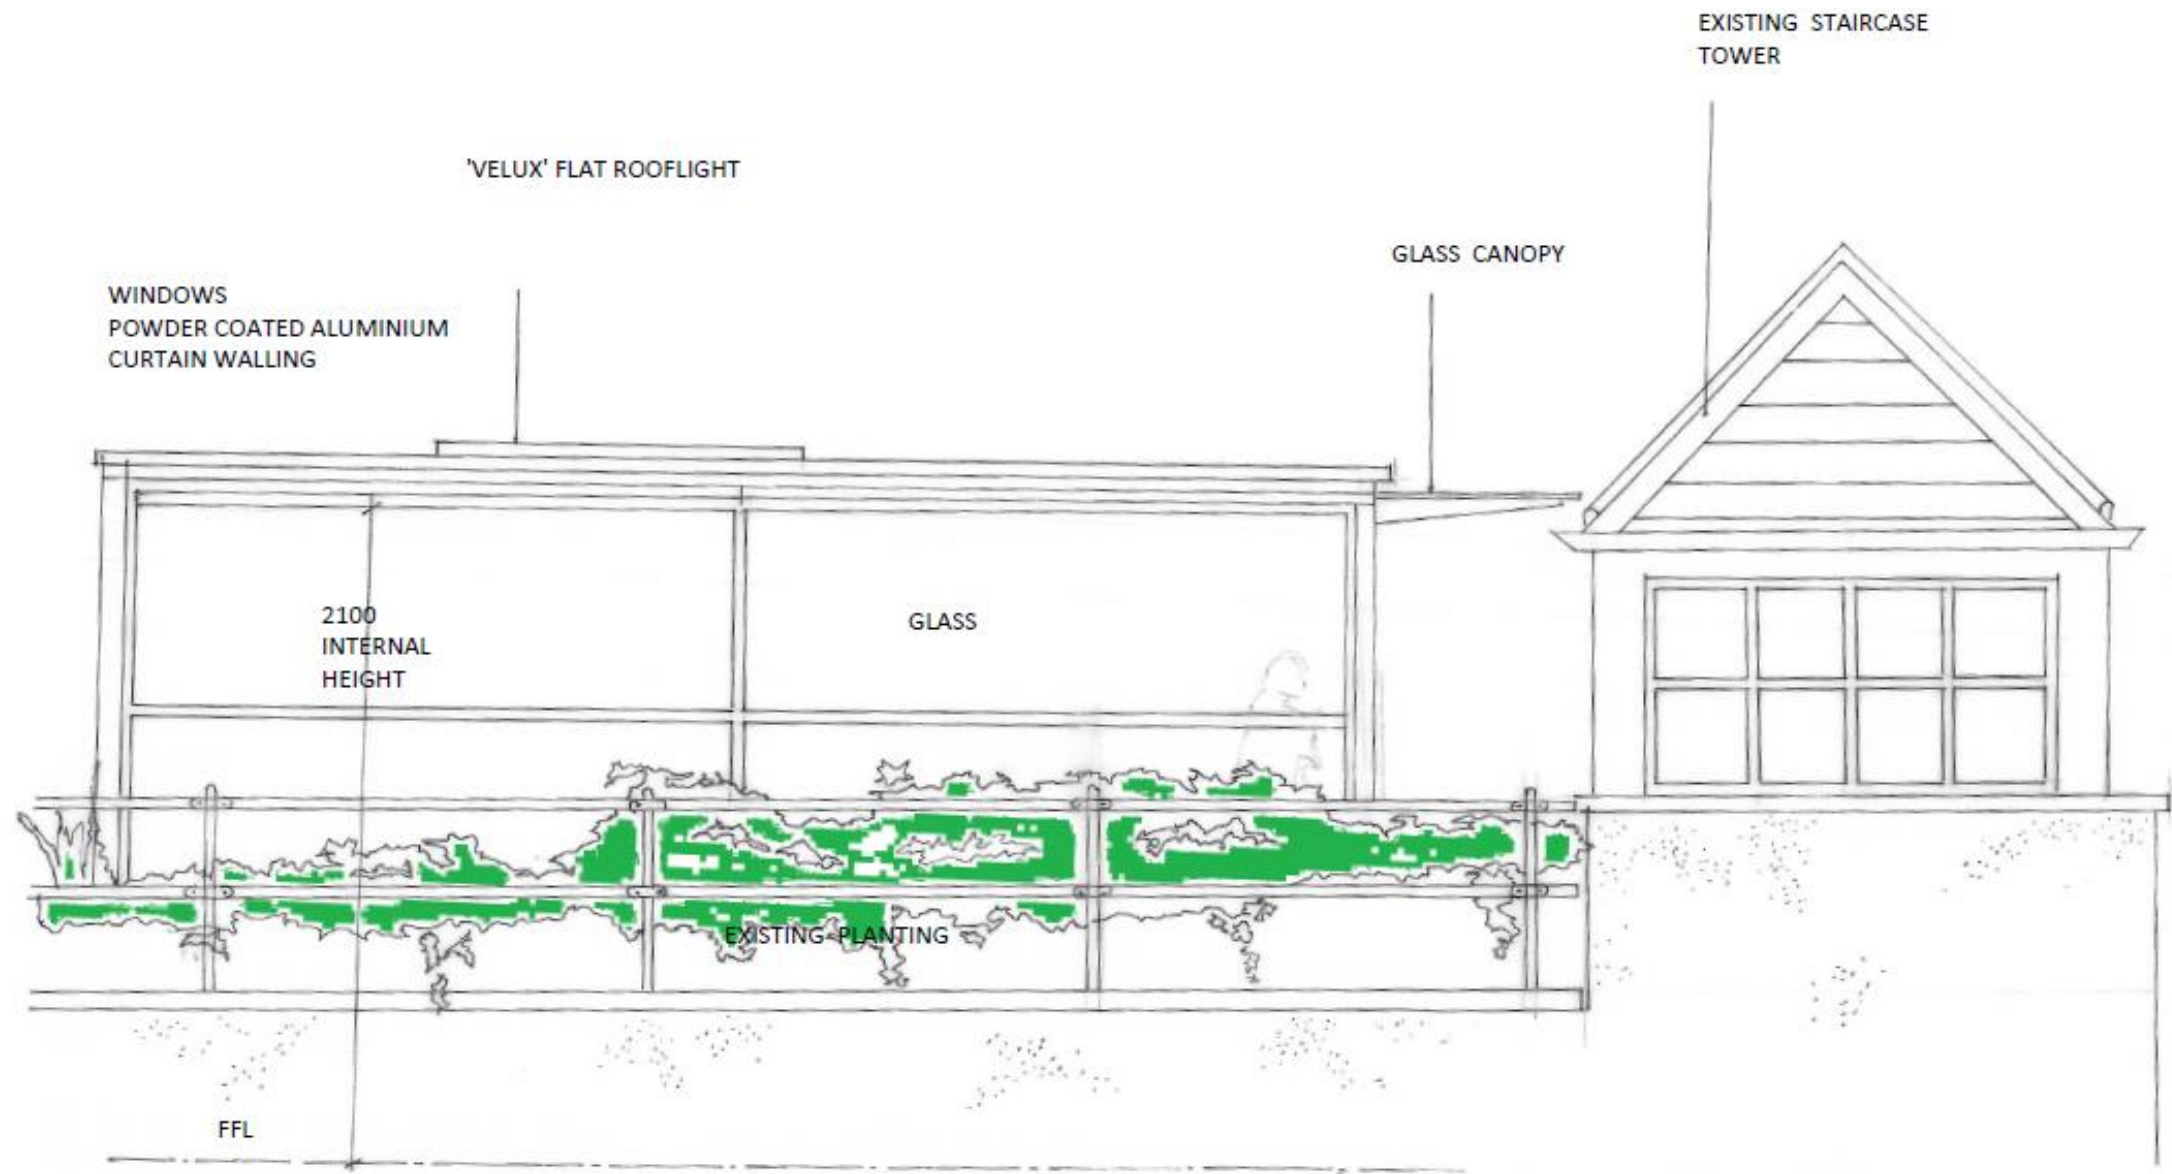 EXISTING STAIRCASE
TOWER
'VELUX' FLAT ROOFLIGHT
GLASS CANOPY
WINDOWS
POWDER COATED ALUMINIUM
CURTAIN WALLING
2100
INTERNAL
HEIGHT
GLASS
EXISTING PLANTING
FFL